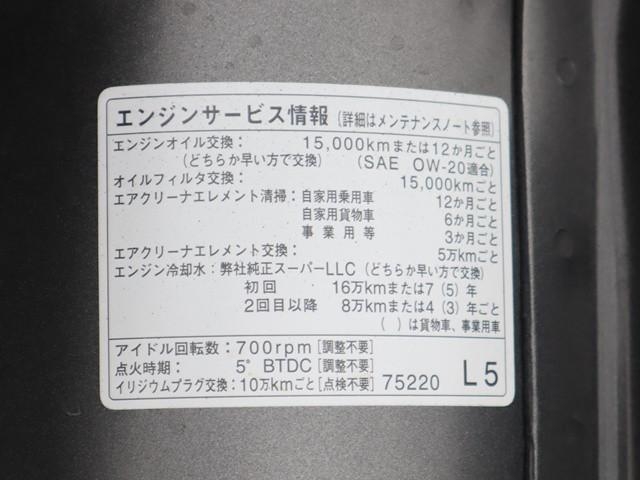 エンジンサービス情報 (詳細はメンテナンスノート参照)
エンジンオイル交換: 15,000kmまたは12か月ごと
(どちらか早い方で交換) (SAE 0W-20適合)
オイルフィルタ交換: 15,000kmごと
エアクリーナエレメント清掃: 自家用乗用車 12か月ごと
自家用貨物車 6か月ごと
事業用等 3か月ごと
エアクリーナエレメント交換: 5万kmごと
エンジン冷却水: 弊社純正スーパーLLC (どちらか早い方で交換)
初回 16万kmまたは7 (5) 年
2回目以降 8万kmまたは4 (3) 年ごと
( ) は貨物車、事業用車
アイドル回転数: 700rpm [調整不要]
点火時期: 5° BTDC [調整不要]
イリジウムプラグ交換: 10万kmごと [点検不要] 75220 L5